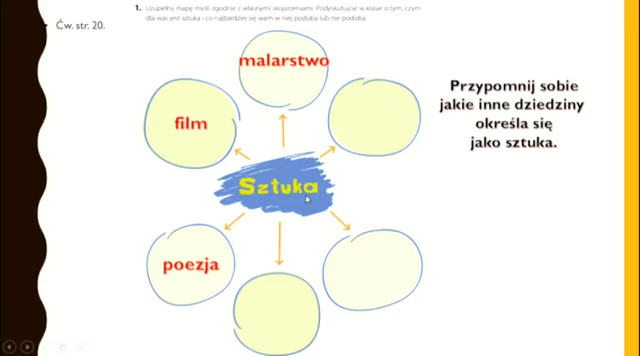 1. Uzupełnij mapę myśli zgodnie z własnymi skojarzeniami. Podyskutujcie w klasie o tym, czym
dla was jest sztuka i co najbardziej się wam w niej podoba lub nie podoba.
Ćw. str. 20.
malarstwo
film
Przypomnij sobie
jakie inne dziedziny
określa się
jako sztuka.
Sztuka
poezja